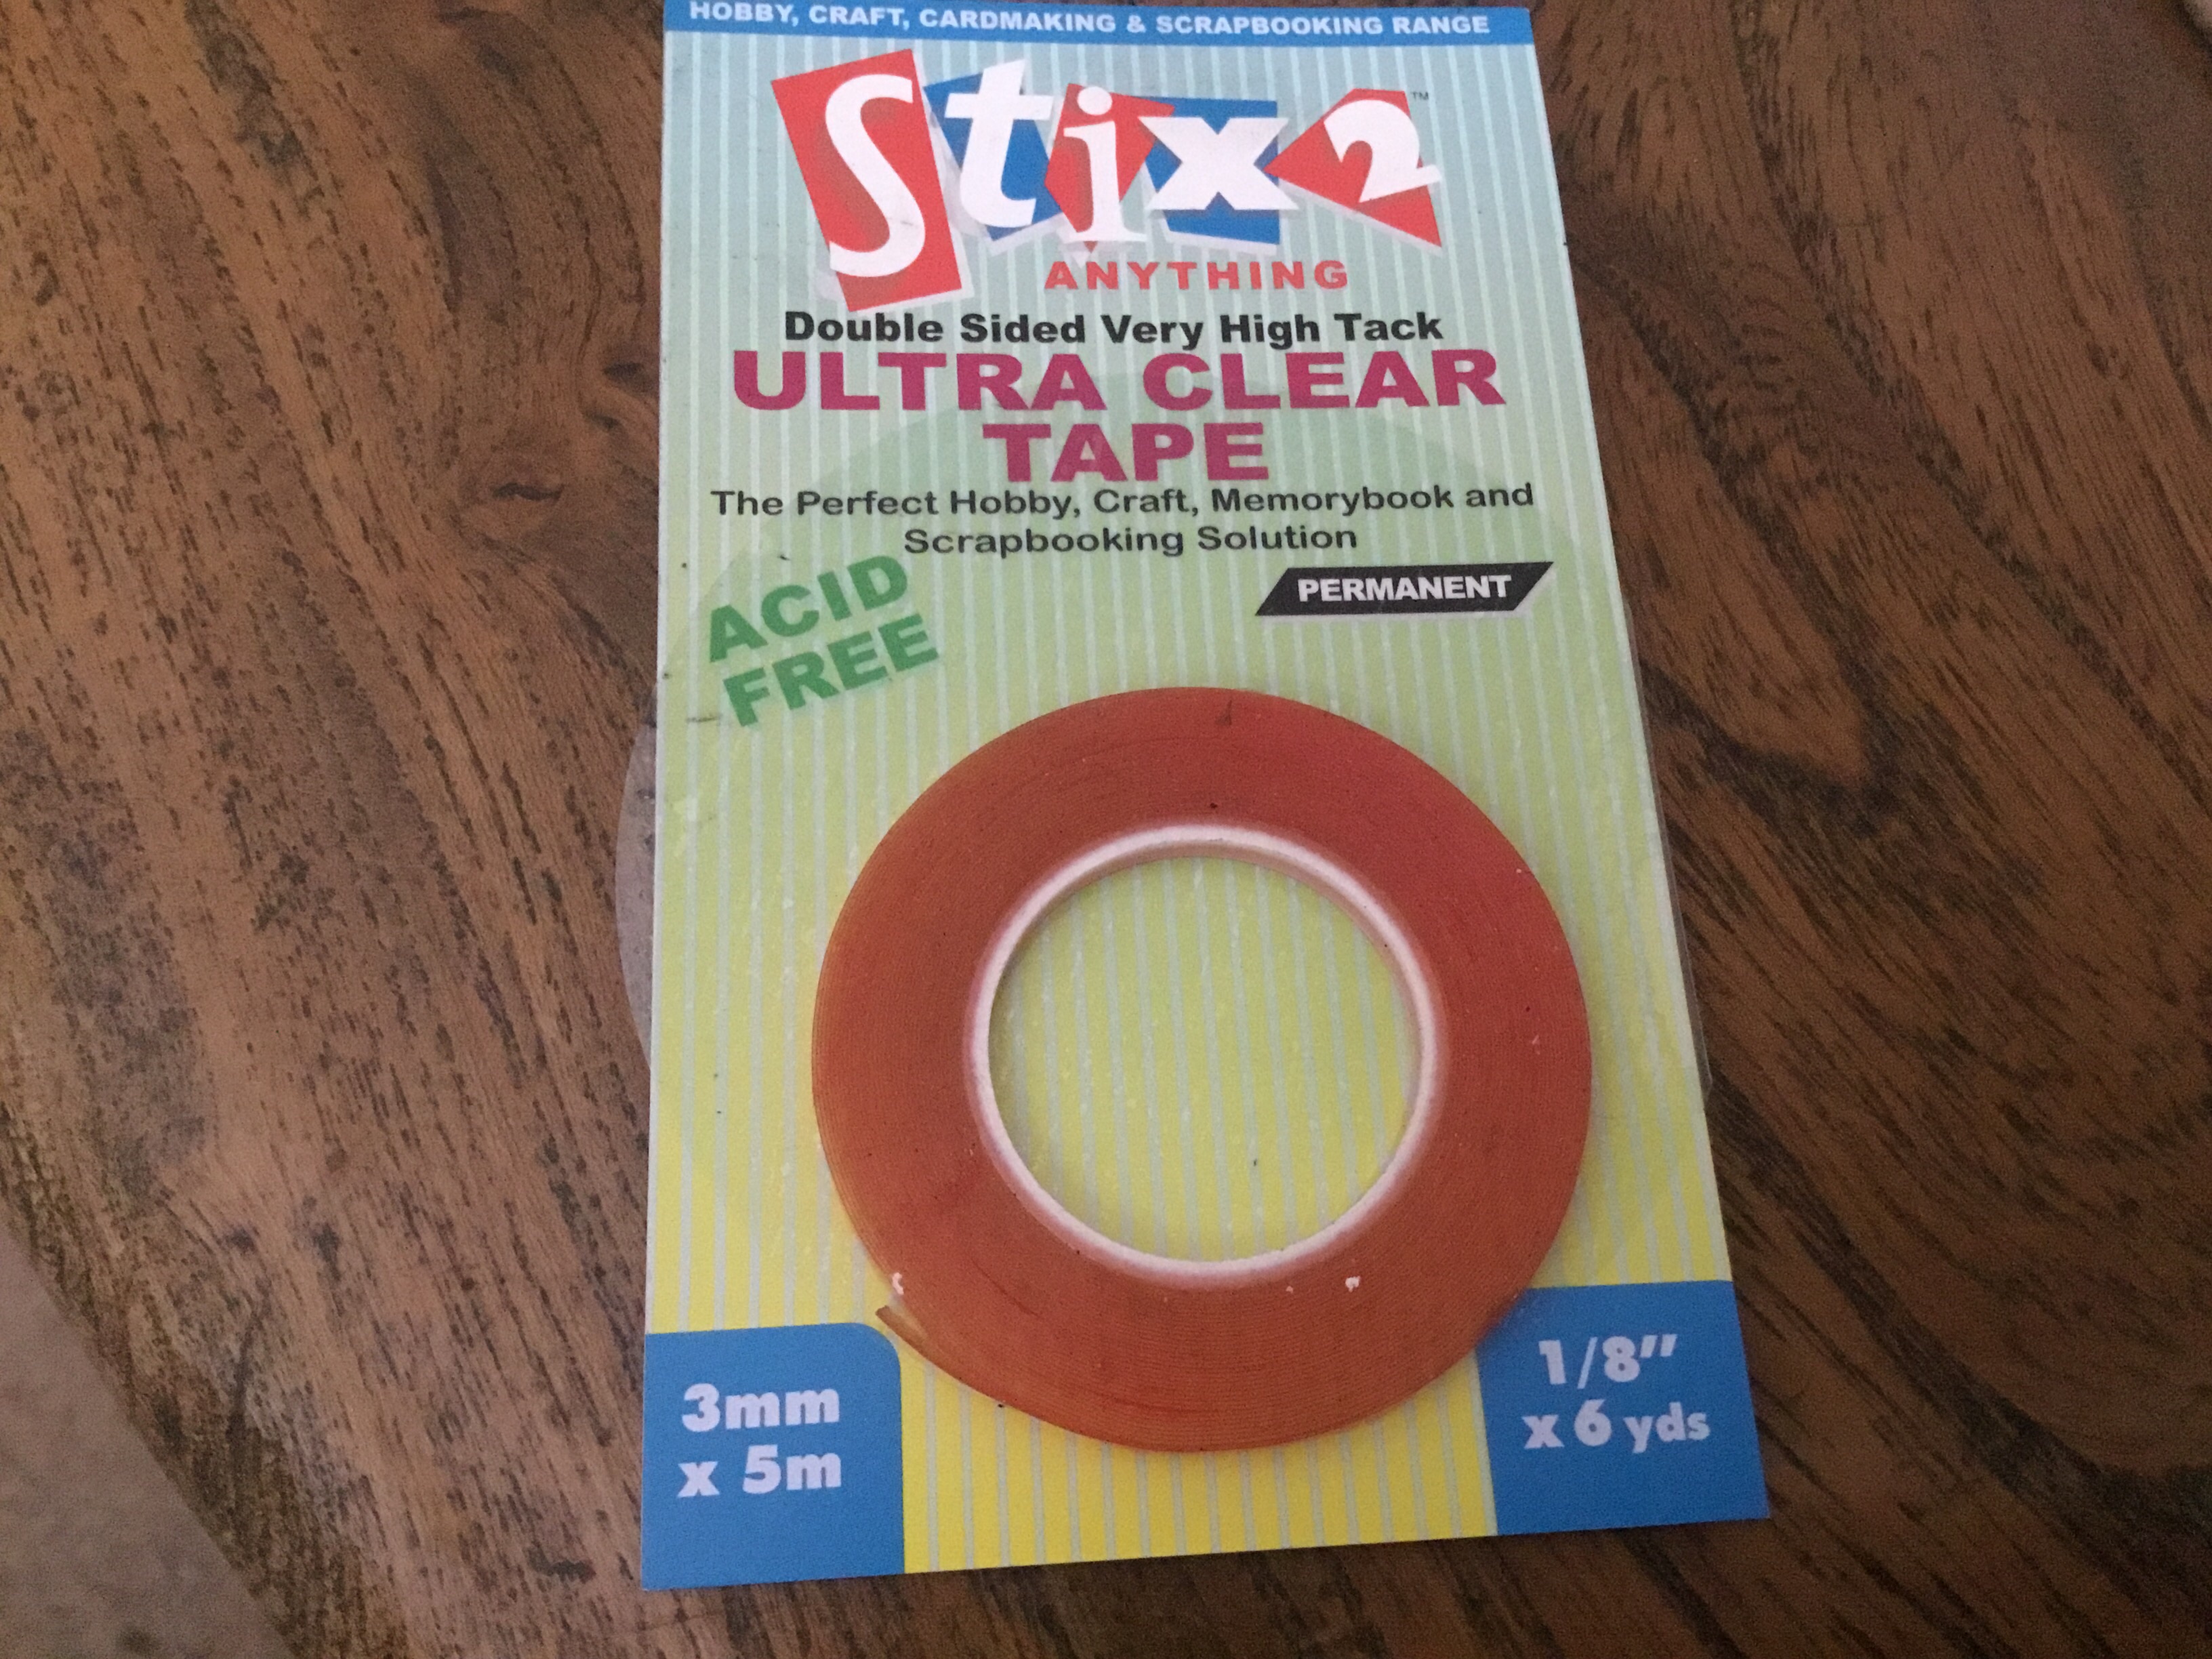 HOBBY, CRAFT, CARDMAKING & SCRAPBOOKING RANGE
Stix2™
ANYTHING
Double Sided Very High Tack
ULTRA CLEAR
TAPE
The Perfect Hobby, Craft, Memorybook and
Scrapbooking Solution
ACID
FREE
PERMANENT
3mm
x 5m
1/8"
x 6 yds